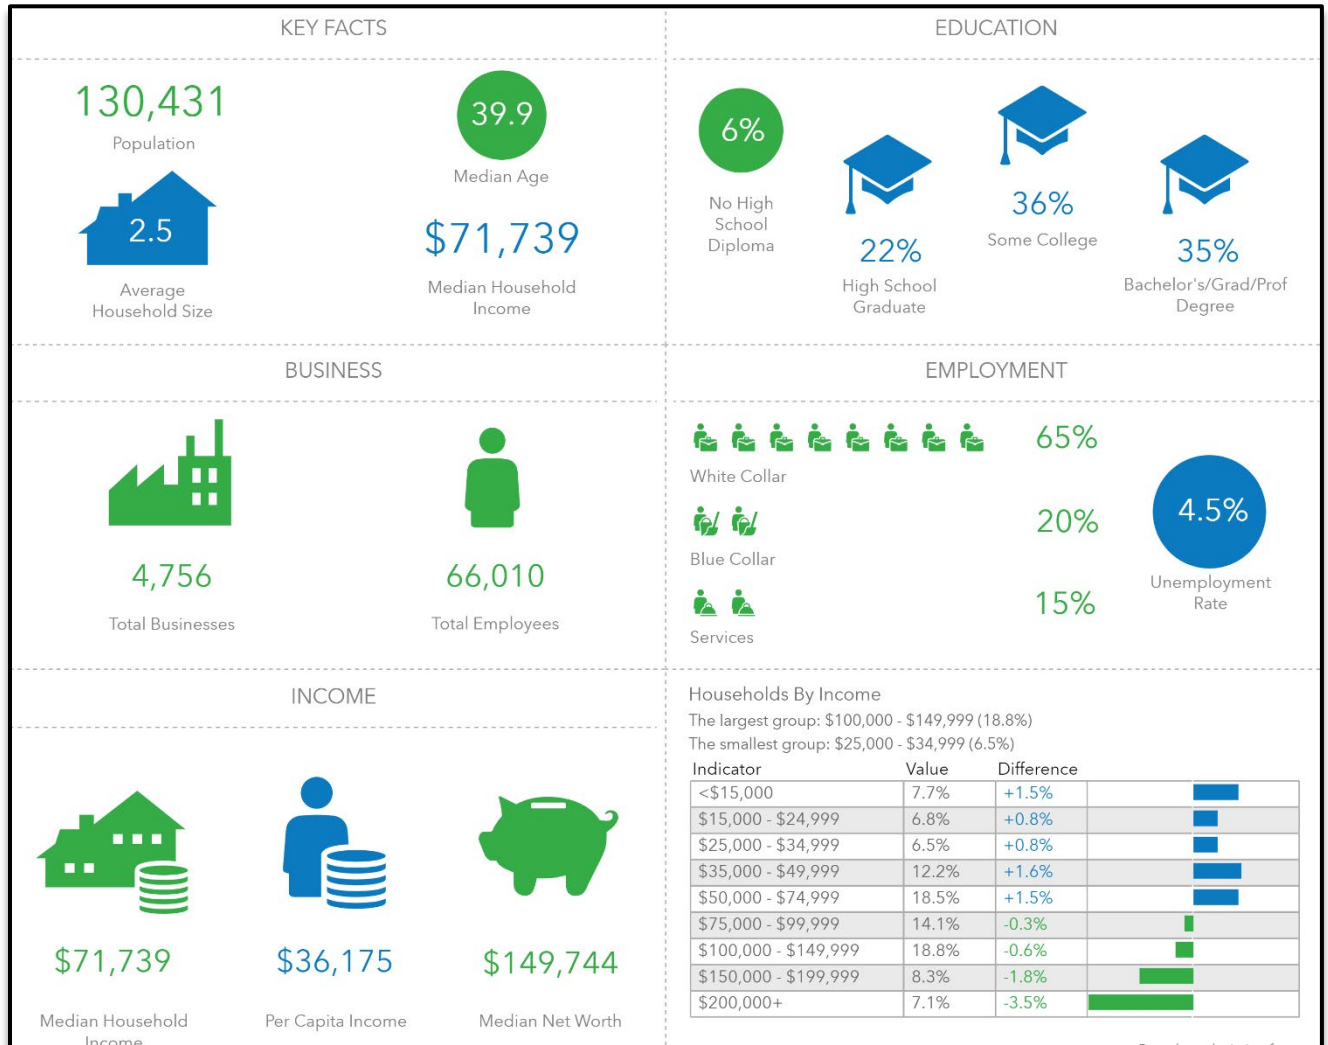 KEY FACTS
130,431
Population
39.9
Median Age
2.5
Average
Household Size
$71,739
Median Household
Income
EDUCATION
6%
No High
School
Diploma
22%
High School
Graduate
36%
Some College
35%
Bachelor's/Grad/Prof
Degree
BUSINESS
4,756
Total Businesses
66,010
Total Employees
EMPLOYMENT
65%
White Collar
20%
Blue Collar
15%
Services
4.5%
Unemployment
Rate
INCOME
$71,739
Median Household
Income
$36,175
Per Capita Income
$149,744
Median Net Worth
Households By Income
The largest group: $100,000 - $149,999 (18.8%)
The smallest group: $25,000 - $34,999 (6.5%)
Indicator Value Difference
<$15,000 7.7% +1.5%
$15,000 - $24,999 6.8% +0.8%
$25,000 - $34,999 6.5% +0.8%
$35,000 - $49,999 12.2% +1.6%
$50,000 - $74,999 18.5% +1.5%
$75,000 - $99,999 14.1% -0.3%
$100,000 - $149,999 18.8% -0.6%
$150,000 - $199,999 8.3% -1.8%
$200,000+ 7.1% -3.5%